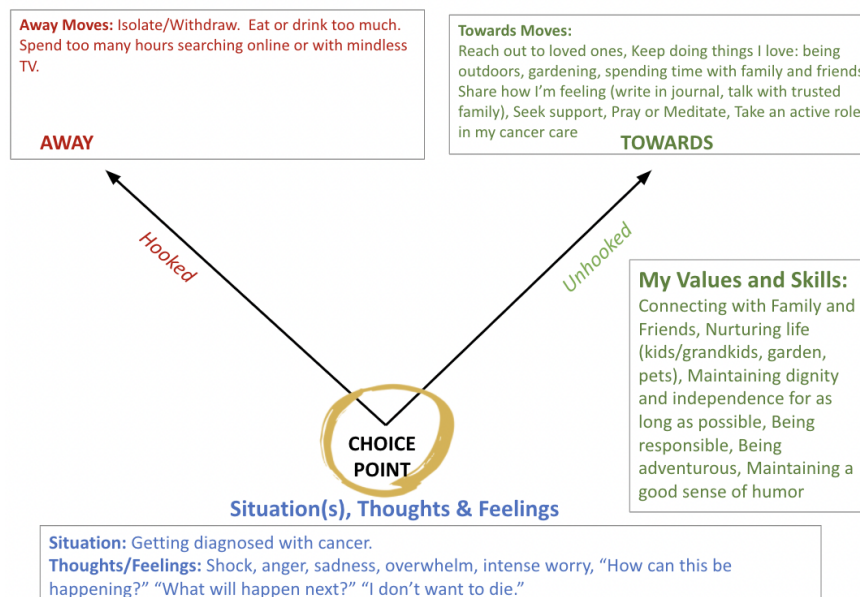 Away Moves: Isolate/Withdraw.  Eat or drink too much.
Spend too many hours searching online or with mindless
TV.
AWAY
Towards Moves:
Reach out to loved ones, Keep doing things I love: being
outdoors, gardening, spending time with family and friends
Share how I’m feeling (write in journal, talk with trusted
family), Seek support, Pray or Meditate, Take an active role
in my cancer care
TOWARDS
Hooked
Unhooked
My Values and Skills:
Connecting with Family and
Friends, Nurturing life
(kids/grandkids, garden,
pets), Maintaining dignity
and independence for as
long as possible, Being
responsible, Being
adventurous, Maintaining a
good sense of humor
CHOICE
POINT
Situation(s), Thoughts & Feelings
Situation: Getting diagnosed with cancer.
Thoughts/Feelings: Shock, anger, sadness, overwhelm, intense worry, “How can this be
happening?” “What will happen next?” “I don’t want to die.”